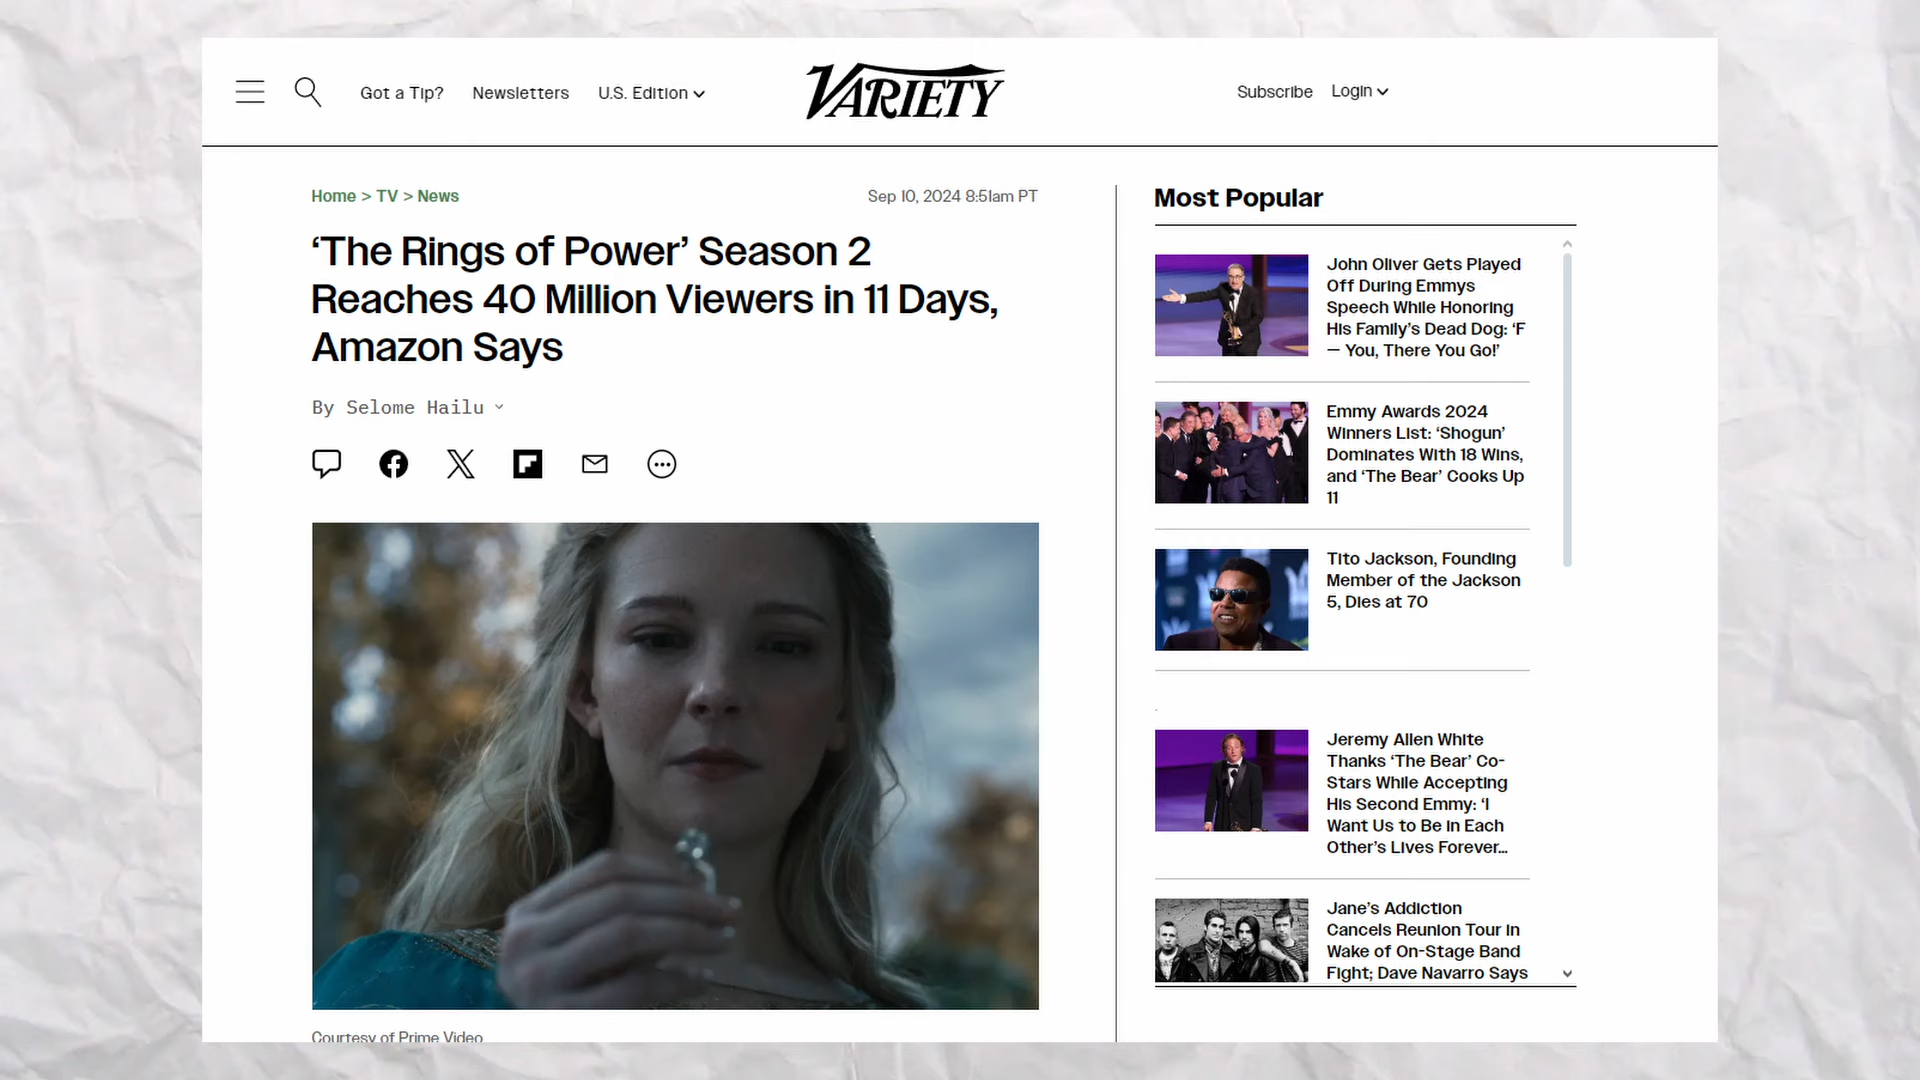 Got a Tip?
Newsletters
U.S. Edition
VARIETY
Subscribe
Login
Home > TV > News
Sep 10, 2024 8:51am PT
‘The Rings of Power’ Season 2
Reaches 40 Million Viewers in 11 Days,
Amazon Says
By Selome Hailu
Courtesy of Prime Video
Most Popular
John Oliver Gets Played
Off During Emmys
Speech While Honoring
His Family’s Dead Dog: ‘F
— You, There You Go!’
Emmy Awards 2024
Winners List: ‘Shogun’
Dominates With 18 Wins,
and ‘The Bear’ Cooks Up
11
Tito Jackson, Founding
Member of the Jackson
5, Dies at 70
Jeremy Allen White
Thanks ‘The Bear’ Co-
Stars While Accepting
His Second Emmy: ‘I
Want Us to Be in Each
Other’s Lives Forever...
Jane’s Addiction
Cancels Reunion Tour in
Wake of On-Stage Band
Fight; Dave Navarro Says